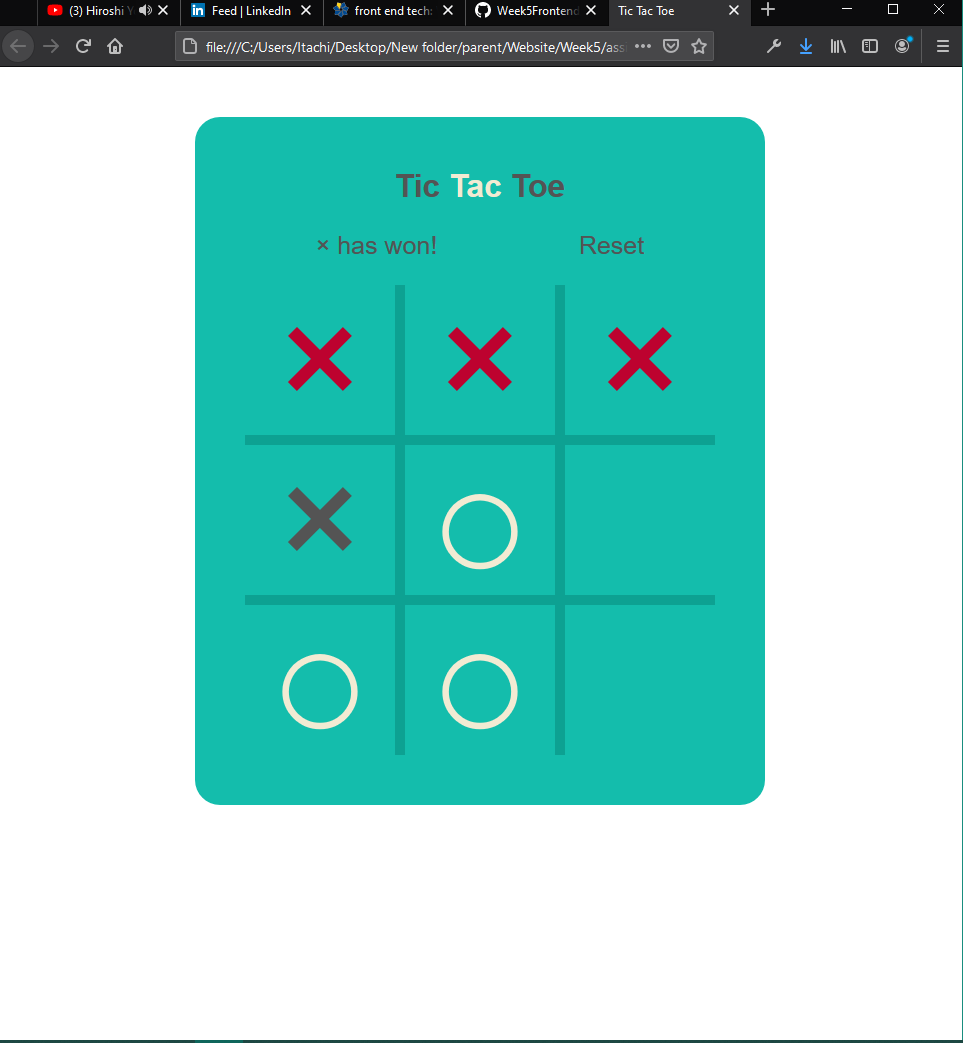 (3) Hiroshi Y
Feed | LinkedIn
front end tech
Week5Frontend
Tic Tac Toe
file:///C:/Users/Itachi/Desktop/New folder/parent/Website/Week5/ass
Tic Tac Toe
× has won!
Reset
× × ×
× ○
○ ○